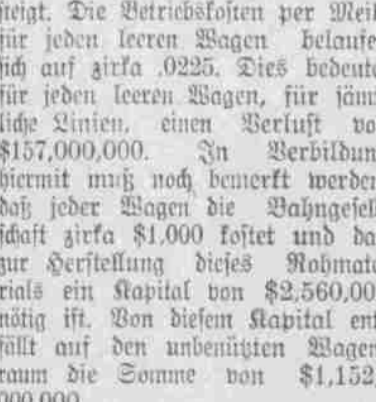 steigt. Die Betriebskosten per Meil
für jeden leeren Wagen belaufe
sich auf zirka .0225. Dies bedeute
für jeden leeren Wagen, für säm
liche Linien, einen Verlust vo
$157,000,000. In Verbildun
hiermit muß noch bemerkt werden
daß jeder Wagen die Bahngesell
schaft zirka $1,000 kostet und da
zur Herstellung dieses Rohmate
rials ein Kapital von $2,560,00
nötig ist. Von diesem Kapital ent
fällt auf den unbenützten Wagen
raum die Somme von $1,152,
000,000